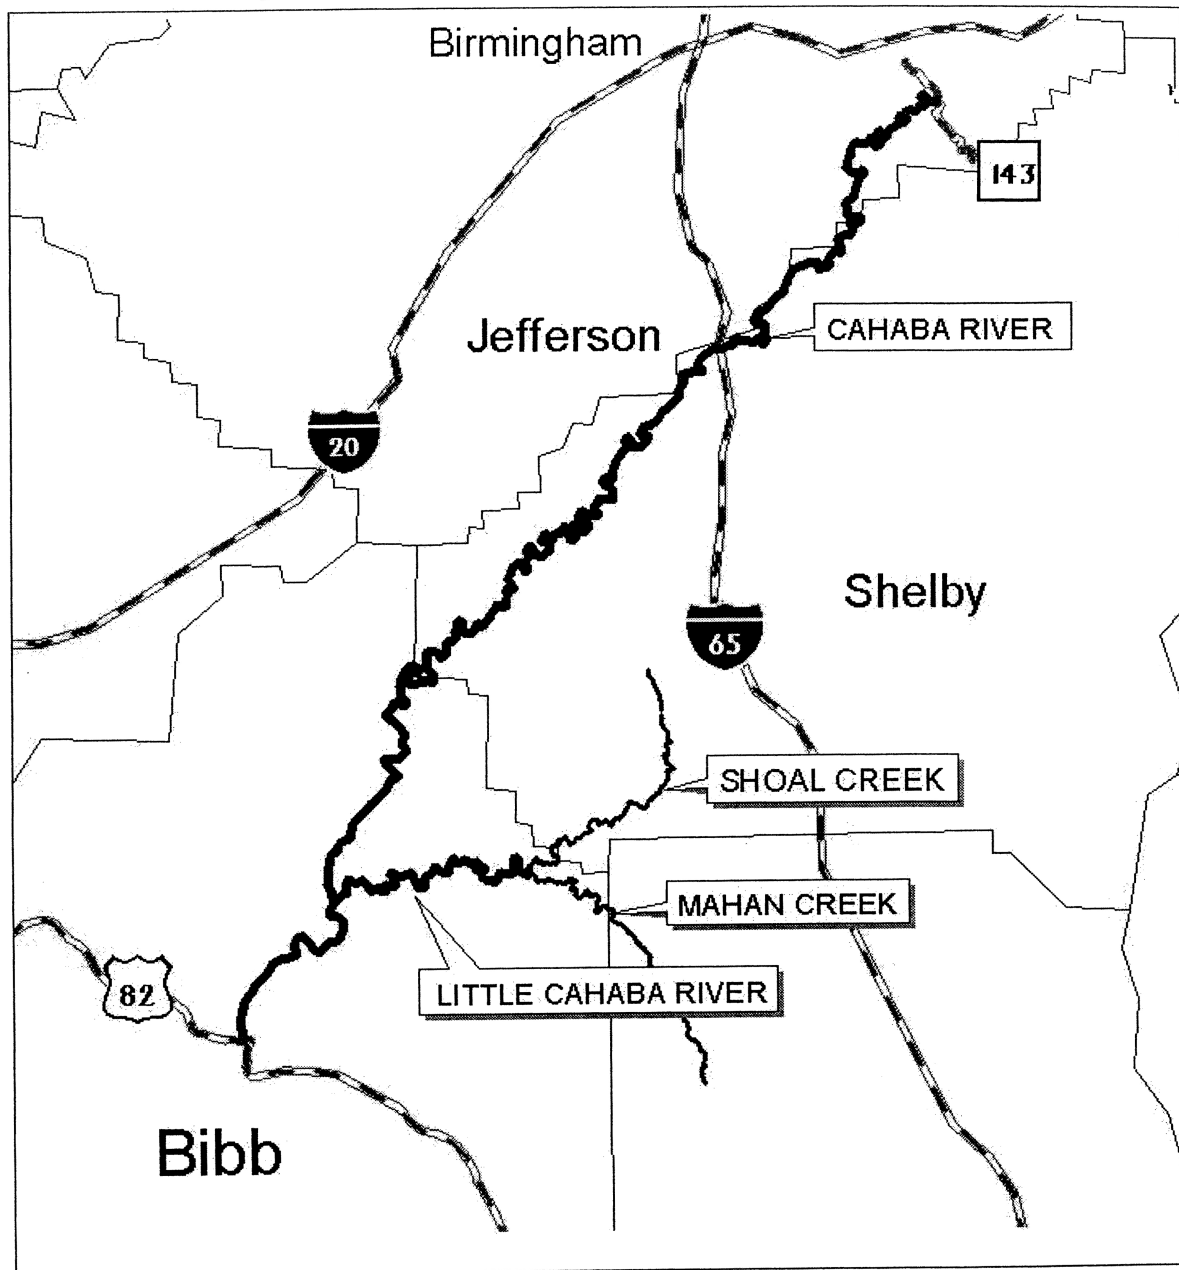 Birmingham
143
CAHABA RIVER
Jefferson
20
Shelby
65
SHOAL CREEK
MAHAN CREEK
LITTLE CAHABA RIVER
82
Bibb